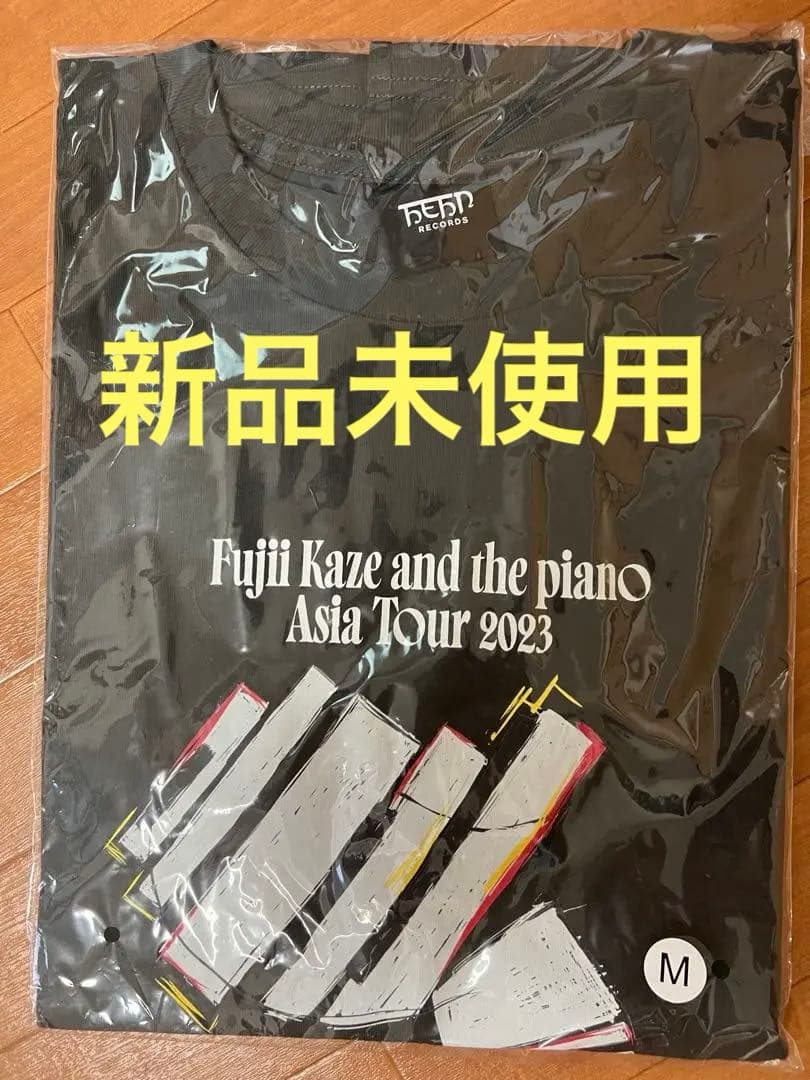 HEHN
RECORDS
新品未使用
Fujii Kaze and the piano
Asia Tour 2023
M